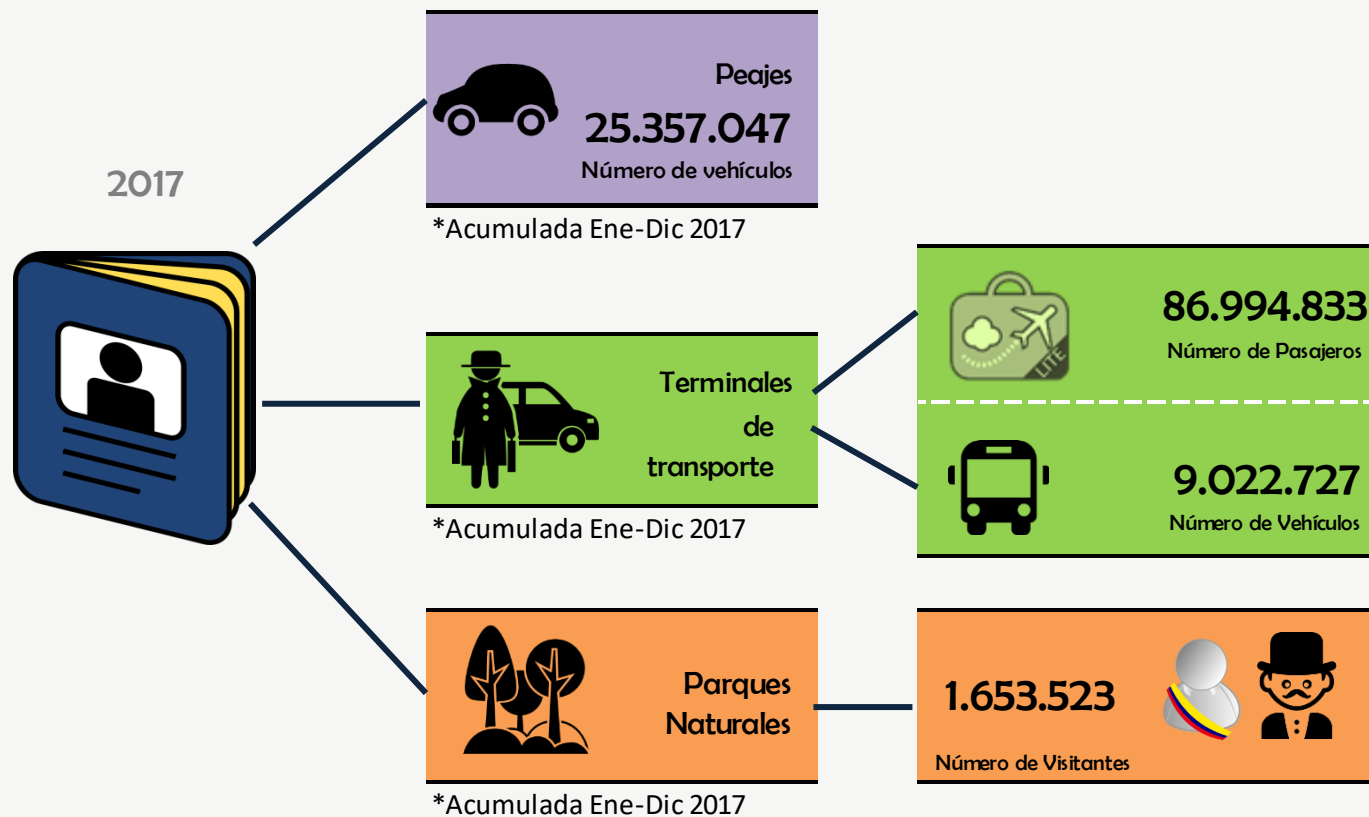 2017
Peajes
25.357.047
Número de vehículos
*Acumulada Ene-Dic 2017
Terminales
de
transporte
*Acumulada Ene-Dic 2017
LITE
86.994.833
Número de Pasajeros
9.022.727
Número de Vehículos
Parques
Naturales
*Acumulada Ene-Dic 2017
1.653.523
Número de Visitantes